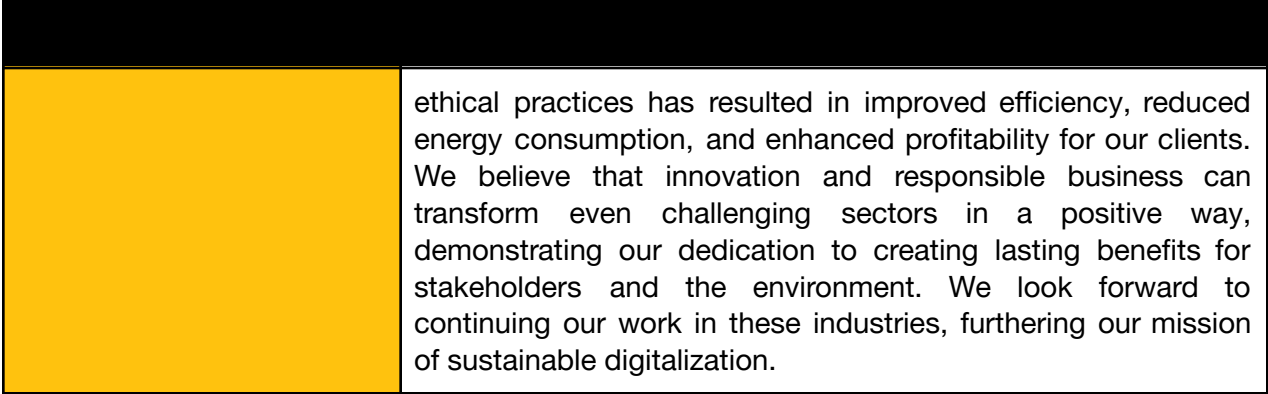 ethical practices has resulted in improved efficiency, reduced
energy consumption, and enhanced profitability for our clients.
We believe that innovation and responsible business can
transform even challenging sectors in a positive way,
demonstrating our dedication to creating lasting benefits for
stakeholders and the environment. We look forward to
continuing our work in these industries, furthering our mission
of sustainable digitalization.